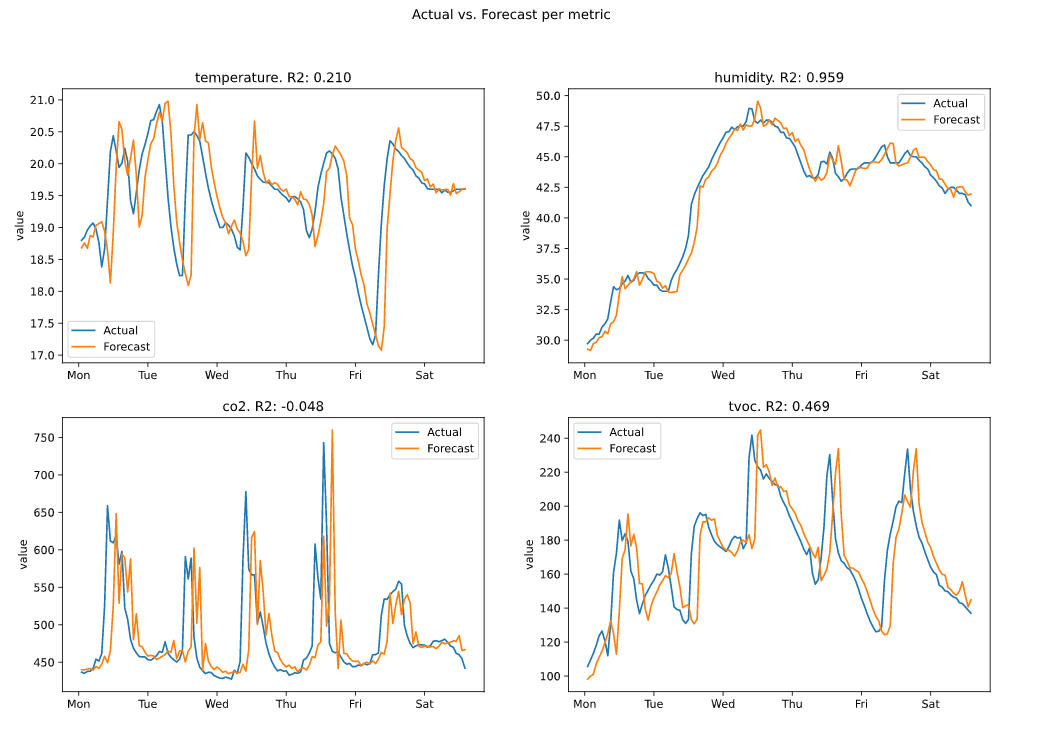 Actual vs. Forecast per metric
temperature. R2: 0.210
21.0
20.5
20.0
19.5
19.0
18.5
18.0
17.5
17.0
value
Actual
Forecast
Mon Tue Wed Thu Fri Sat
humidity. R2: 0.959
50.0
47.5
45.0
42.5
40.0
37.5
35.0
32.5
30.0
value
Actual
Forecast
Mon Tue Wed Thu Fri Sat
co2. R2: -0.048
750
700
650
600
550
500
450
value
Actual
Forecast
Mon Tue Wed Thu Fri Sat
tvoc. R2: 0.469
240
220
200
180
160
140
120
100
value
Actual
Forecast
Mon Tue Wed Thu Fri Sat